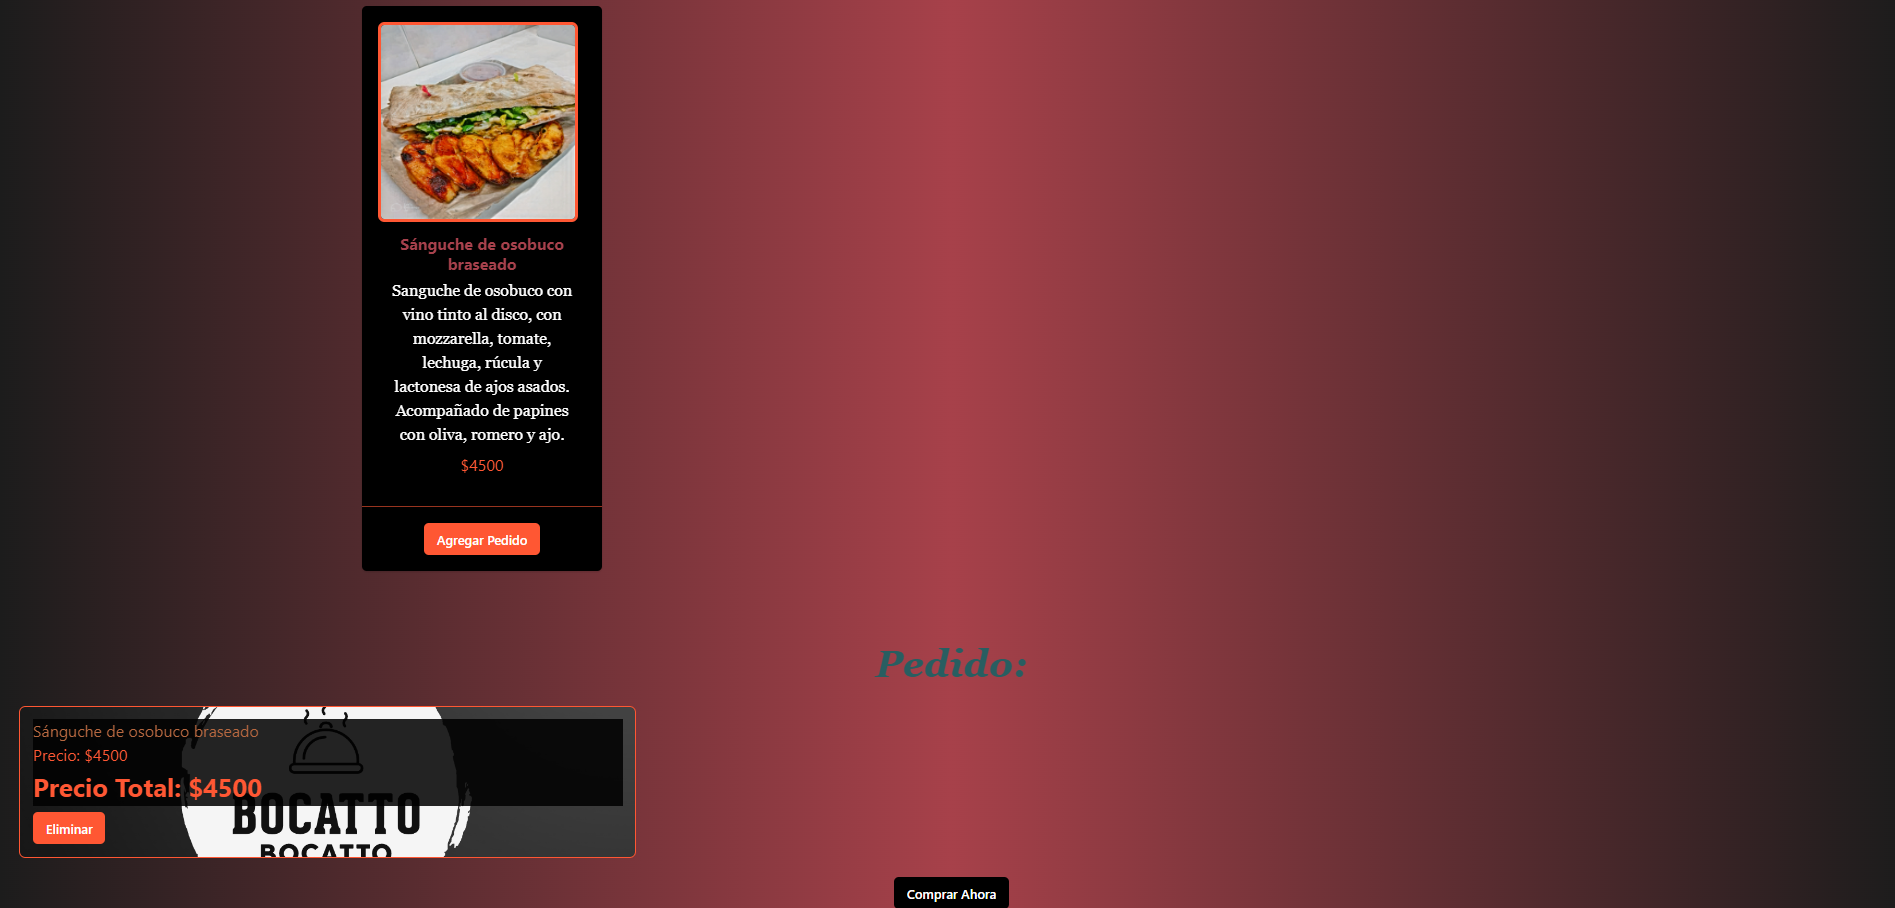 Sánguche de osobuco
braseado
Sanguche de osobuco con
vino tinto al disco, con
mozzarella, tomate,
lechuga, rúcula y
lactonesa de ajos asados.
Acompañado de papines
con oliva, romero y ajo.
$4500
Agregar Pedido
Pedido:
Sánguche de osobuco braseado
Precio: $4500
Precio Total: $4500
BOCATTO
BOCATTO
Eliminar
Comprar Ahora